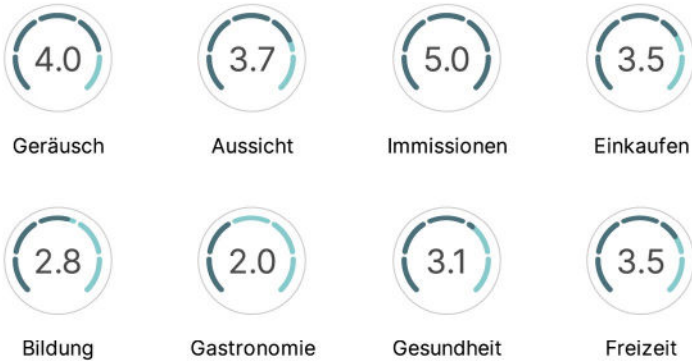 4.0 3.7 5.0 3.5
Geräusch Aussicht Immissionen Einkaufen
2.8 2.0 3.1 3.5
Bildung Gastronomie Gesundheit Freizeit